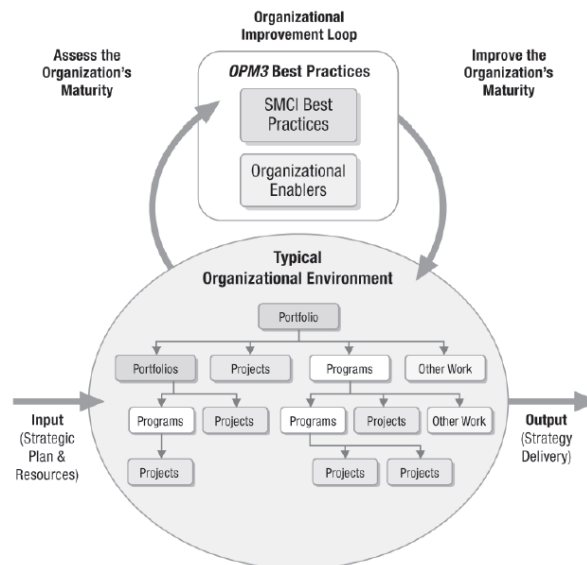 Organizational
Improvement Loop
Assess the
Organization's
Maturity
Improve the
Organization's
Maturity
OPM3 Best Practices
SMCI Best
Practices
Organizational
Enablers
Typical
Organizational Environment
Portfolio
Portfolios
Projects
Programs
Other Work
Programs
Projects
Programs
Projects
Other Work
Projects
Projects
Projects
Input
(Strategic
Plan &
Resources)
Output
(Strategy
Delivery)